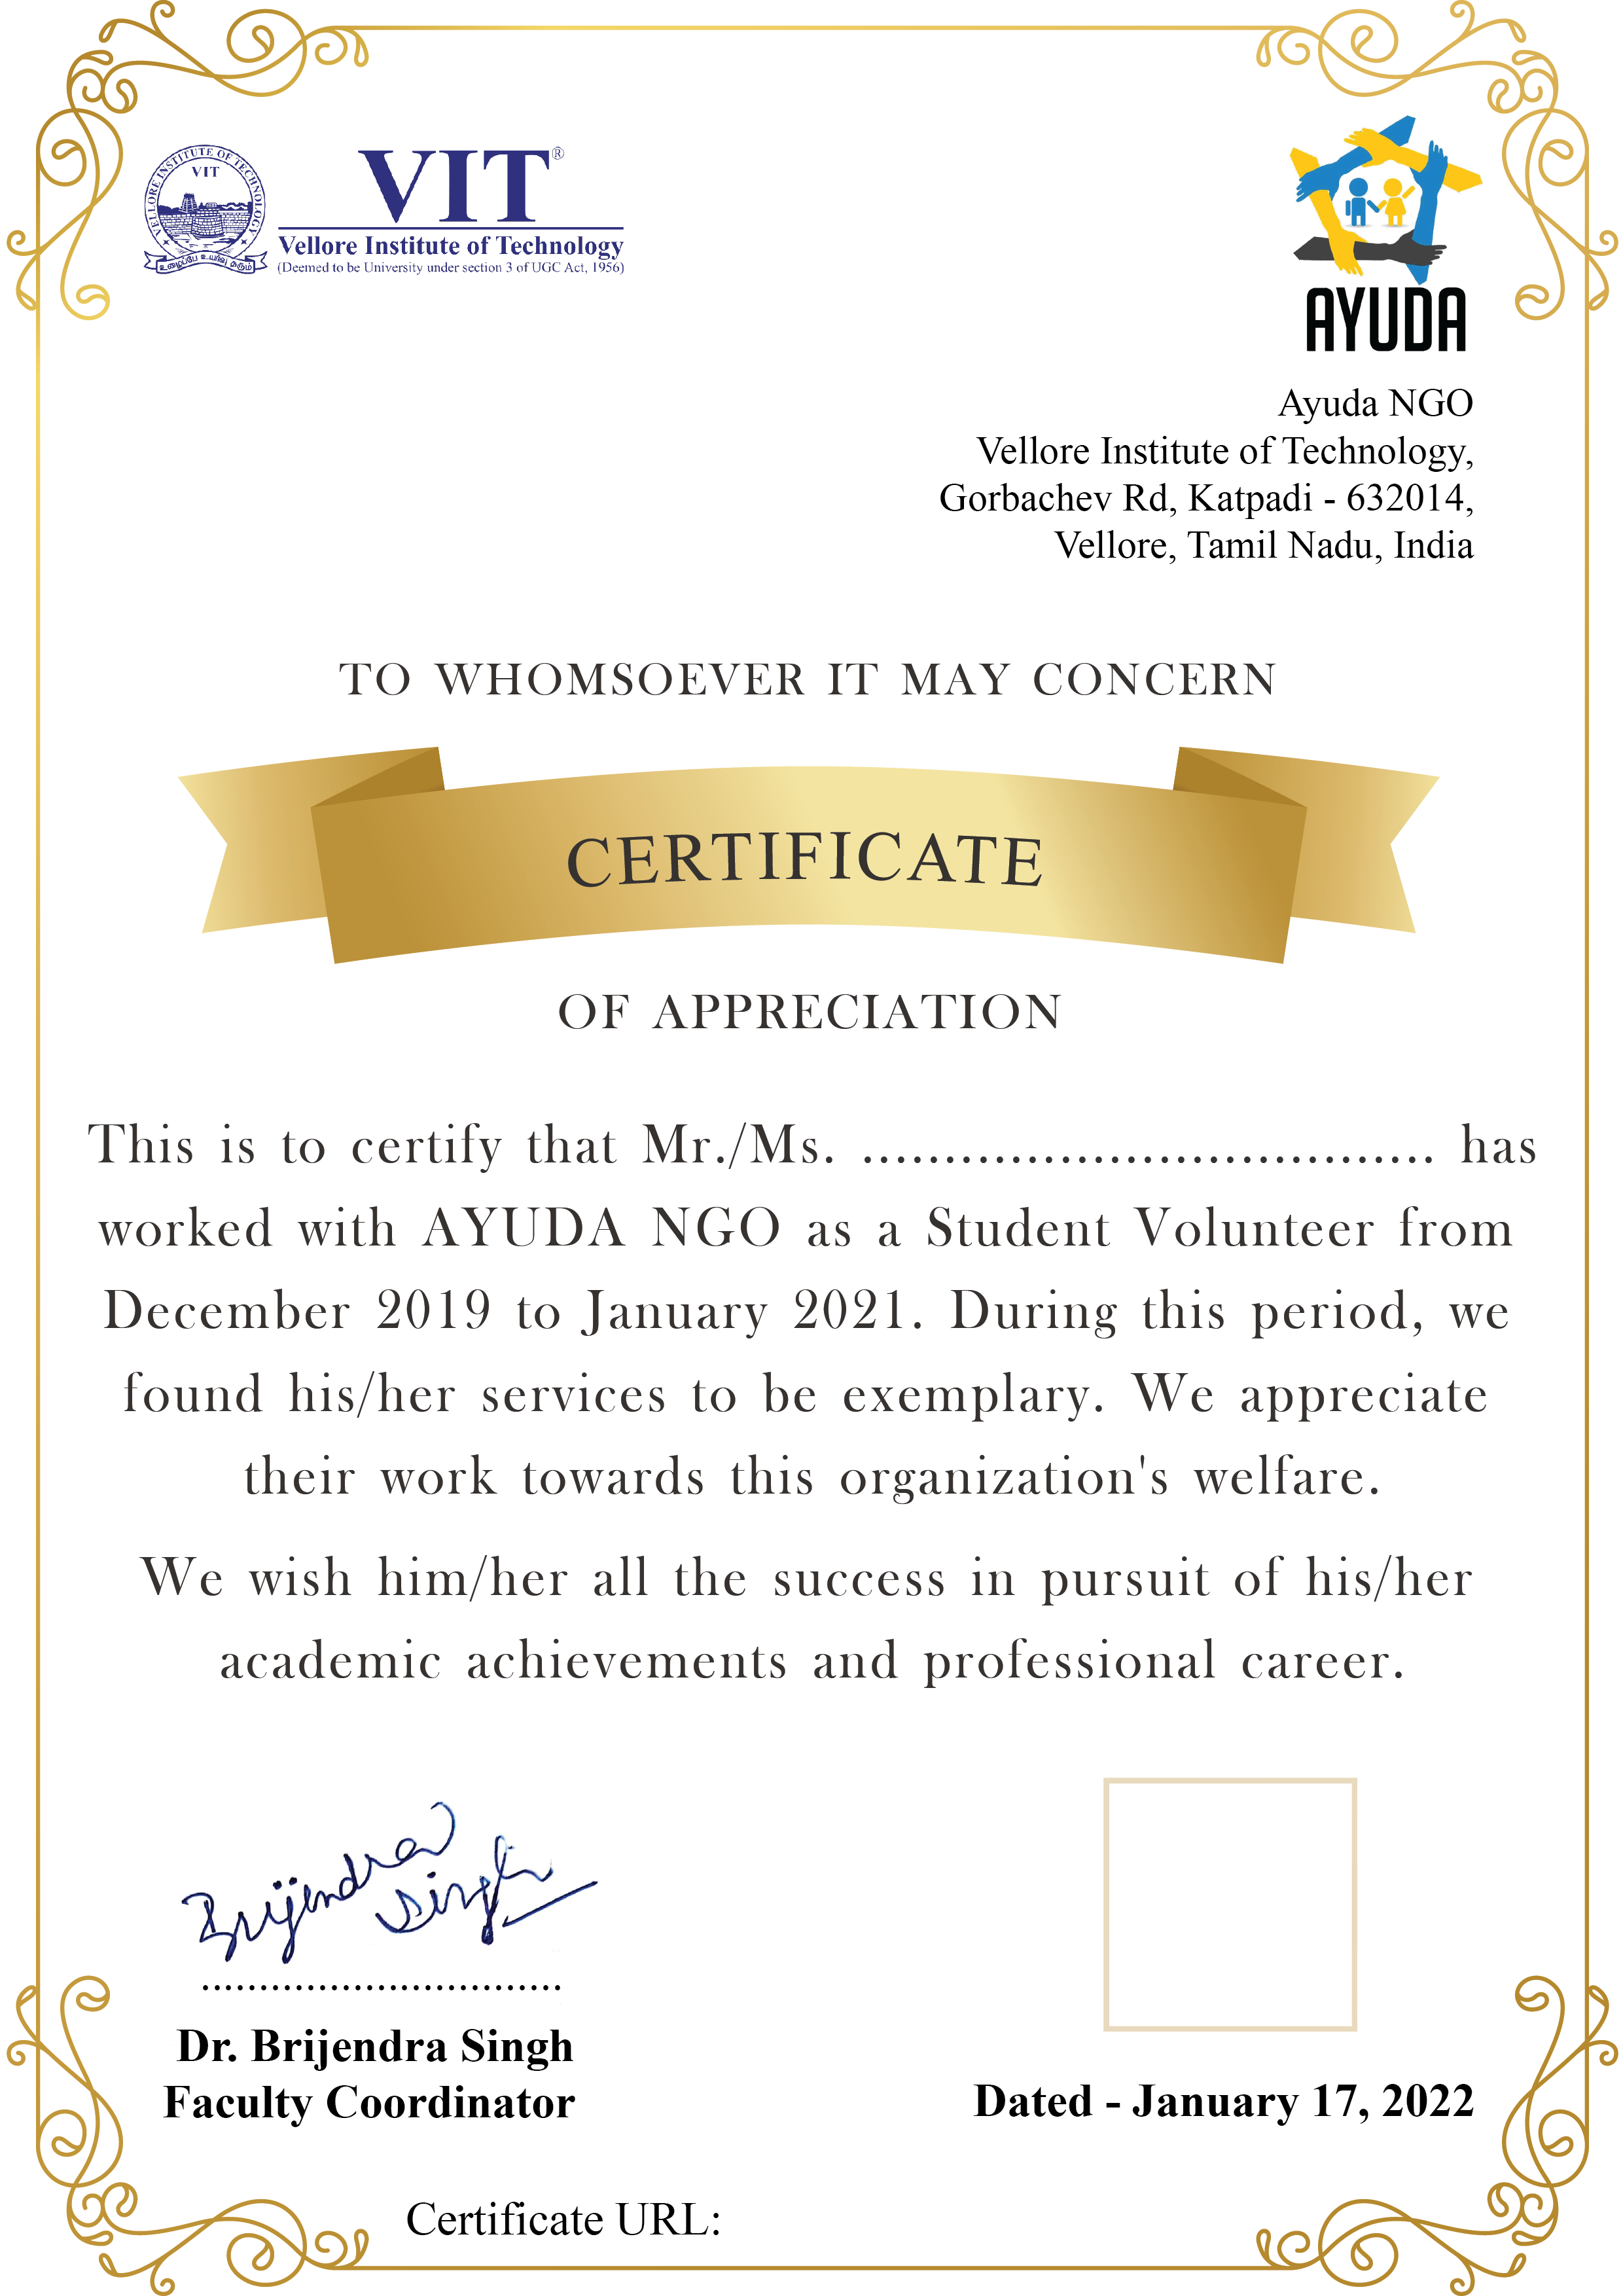 VELLORE INSTITUTE OF TECHNOLOGY
VIT
உழைப்பே உயர்வு தரும்
VIT®
Vellore Institute of Technology
(Deemed to be University under section 3 of UGC Act, 1956)
AYUDA
Ayuda NGO
Vellore Institute of Technology,
Gorbachev Rd, Katpadi - 632014,
Vellore, Tamil Nadu, India
TO WHOMSOEVER IT MAY CONCERN
CERTIFICATE
OF APPRECIATION
This is to certify that Mr./Ms. ................................... has
worked with AYUDA NGO as a Student Volunteer from
December 2019 to January 2021. During this period, we
found his/her services to be exemplary. We appreciate
their work towards this organization's welfare.
We wish him/her all the success in pursuit of his/her
academic achievements and professional career.
Brijendra
Singh
...............................
Dr. Brijendra Singh
Faculty Coordinator
Dated - January 17, 2022
Certificate URL: